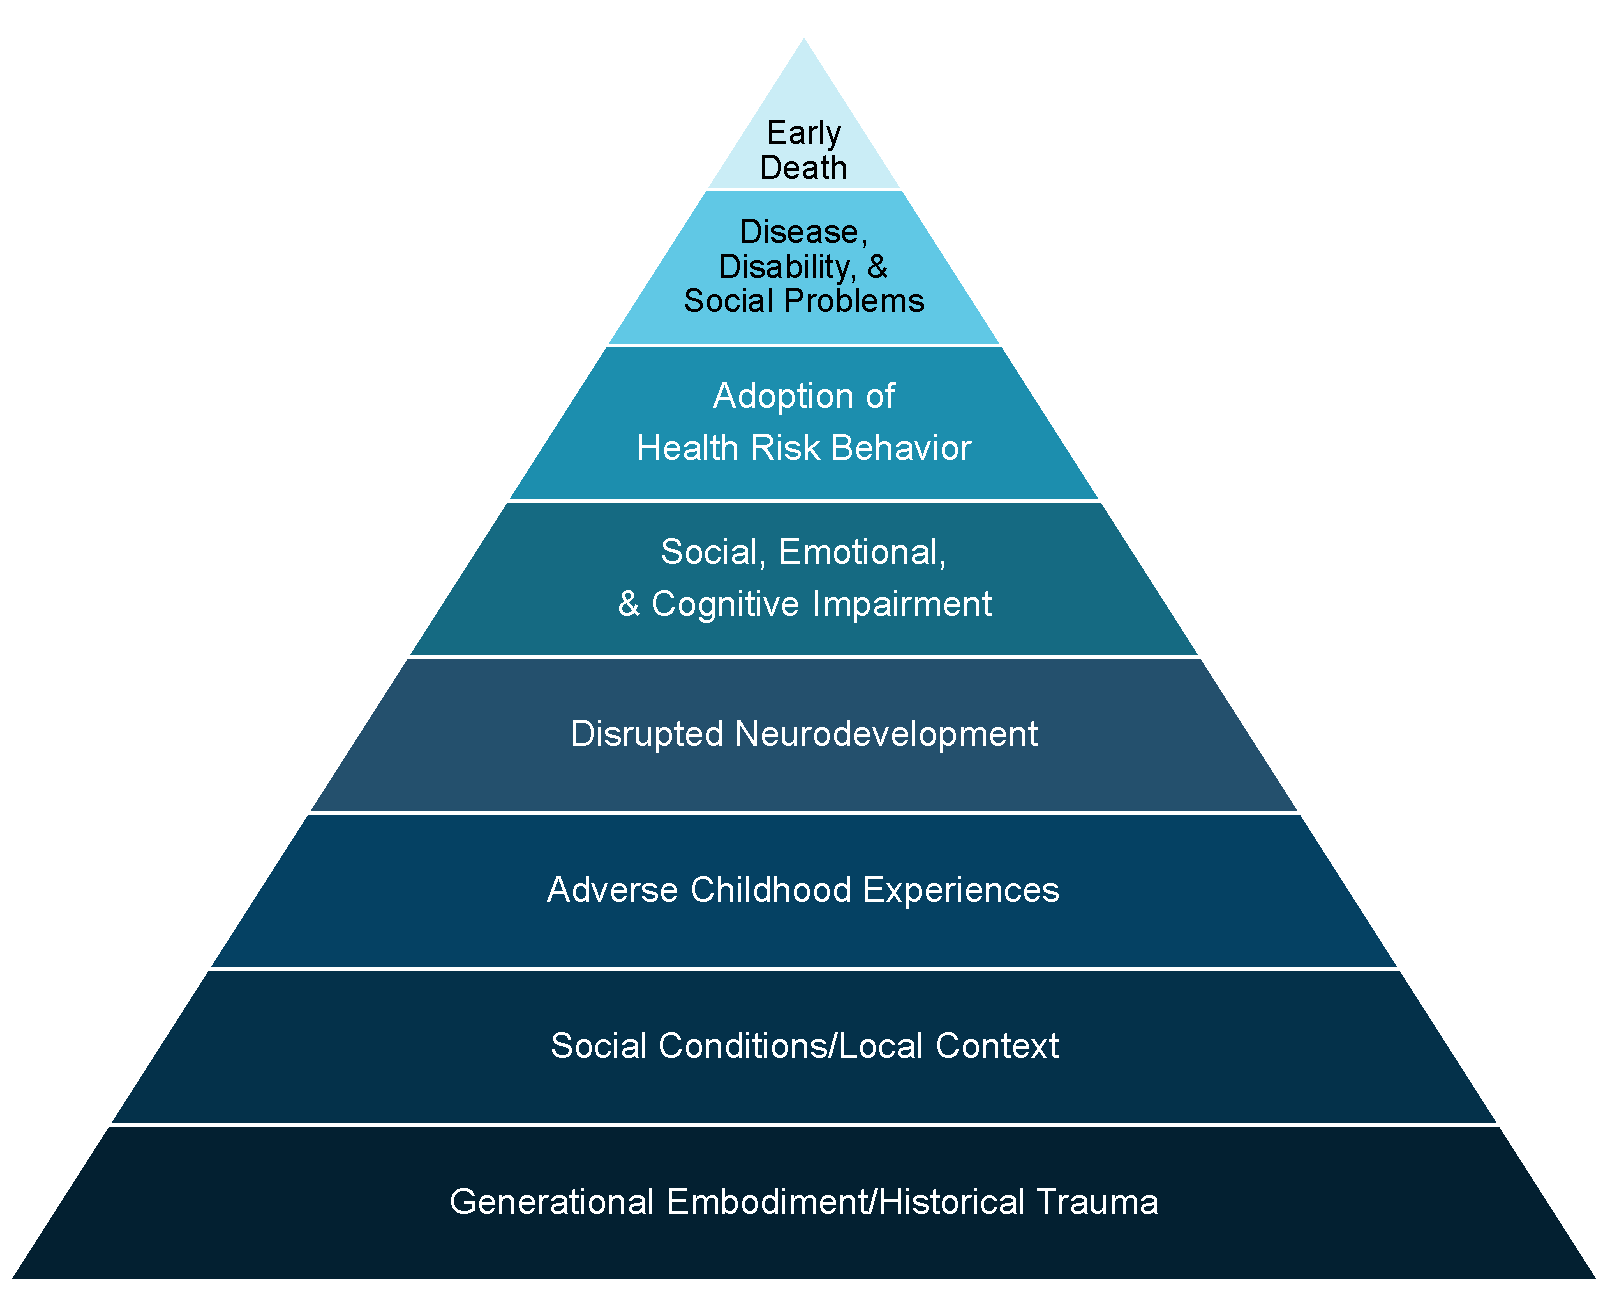 Early
Death
Disease,
Disability, &
Social Problems
Adoption of
Health Risk Behavior
Social, Emotional,
& Cognitive Impairment
Disrupted Neurodevelopment
Adverse Childhood Experiences
Social Conditions/Local Context
Generational Embodiment/Historical Trauma